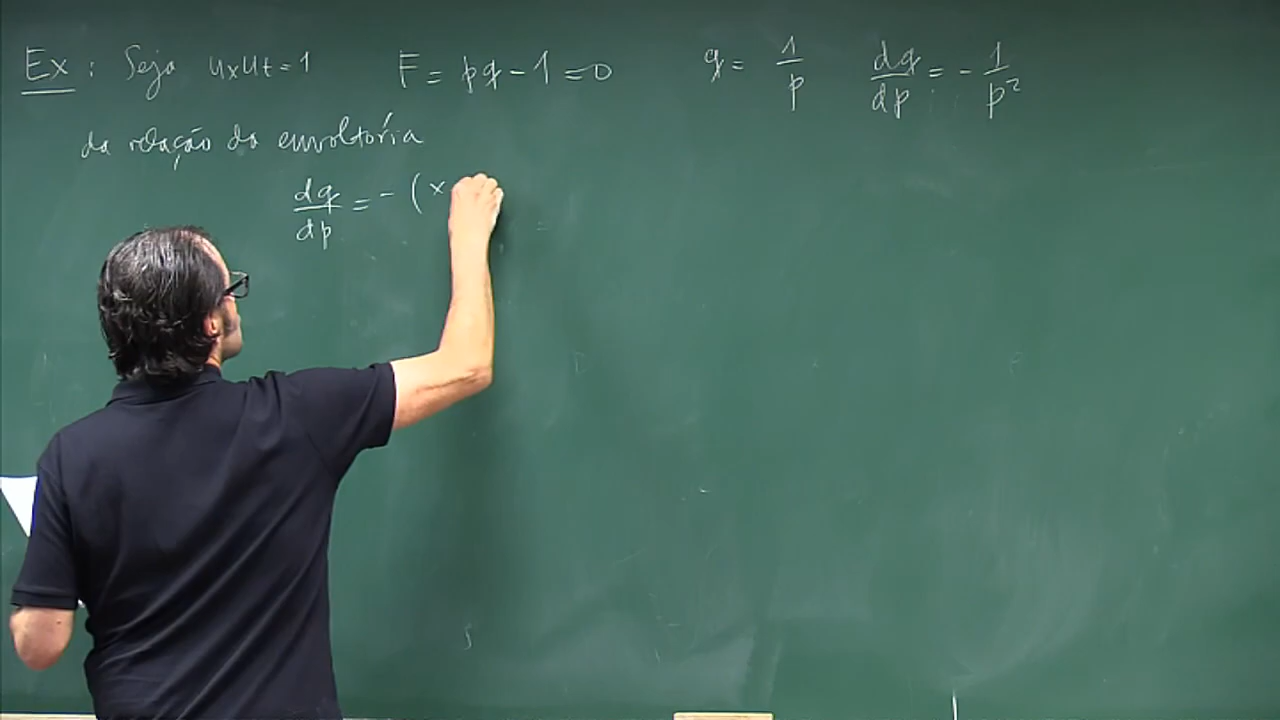 Ex: Seja uxut=1 F = pq - 1 = 0 q = 1/p dq/dp = - 1/p²
da relação da envoltória
dq/dp = - (x